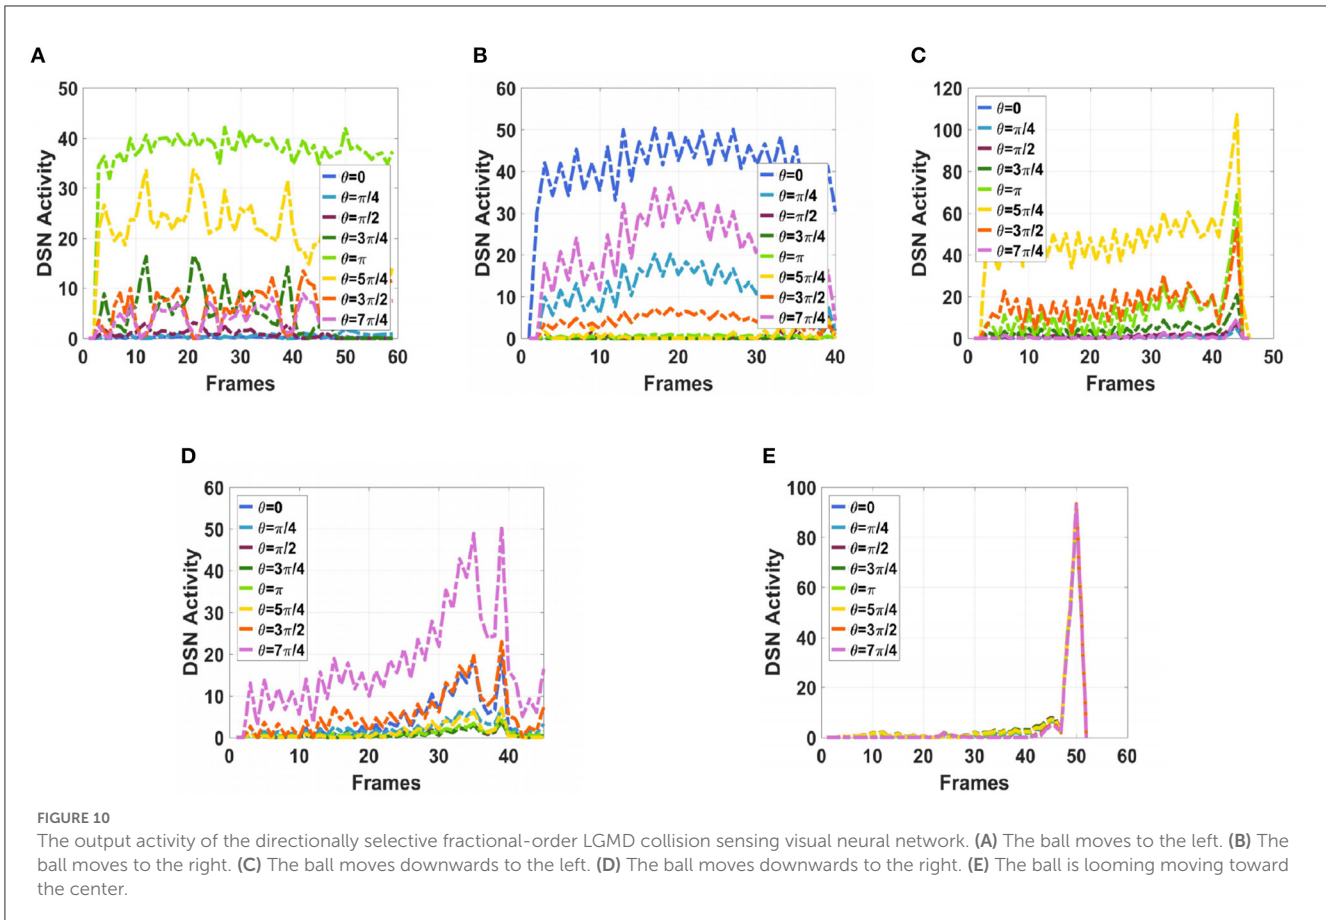 A
B
C
50
40
30
20
10
0
DSN Activity
0 10 20 30 40 50 60
Frames
θ=0
θ=π/4
θ=π/2
θ=3π/4
θ=π
θ=5π/4
θ=3π/2
θ=7π/4
60
50
40
30
20
10
0
DSN Activity
0 10 20 30 40
Frames
θ=0
θ=π/4
θ=π/2
θ=3π/4
θ=π
θ=5π/4
θ=3π/2
θ=7π/4
120
100
80
60
40
20
0
DSN Activity
0 10 20 30 40 50
Frames
θ=0
θ=π/4
θ=π/2
θ=3π/4
θ=π
θ=5π/4
θ=3π/2
θ=7π/4
D
E
60
50
40
30
20
10
0
DSN Activity
0 10 20 30 40
Frames
θ=0
θ=π/4
θ=π/2
θ=3π/4
θ=π
θ=5π/4
θ=3π/2
θ=7π/4
100
80
60
40
20
0
DSN Activity
0 10 20 30 40 50 60
Frames
θ=0
θ=π/4
θ=π/2
θ=3π/4
θ=π
θ=5π/4
θ=3π/2
θ=7π/4
FIGURE 10
The output activity of the directionally selective fractional-order LGMD collision sensing visual neural network. (A) The ball moves to the left. (B) The
ball moves to the right. (C) The ball moves downwards to the left. (D) The ball moves downwards to the right. (E) The ball is looming moving toward
the center.